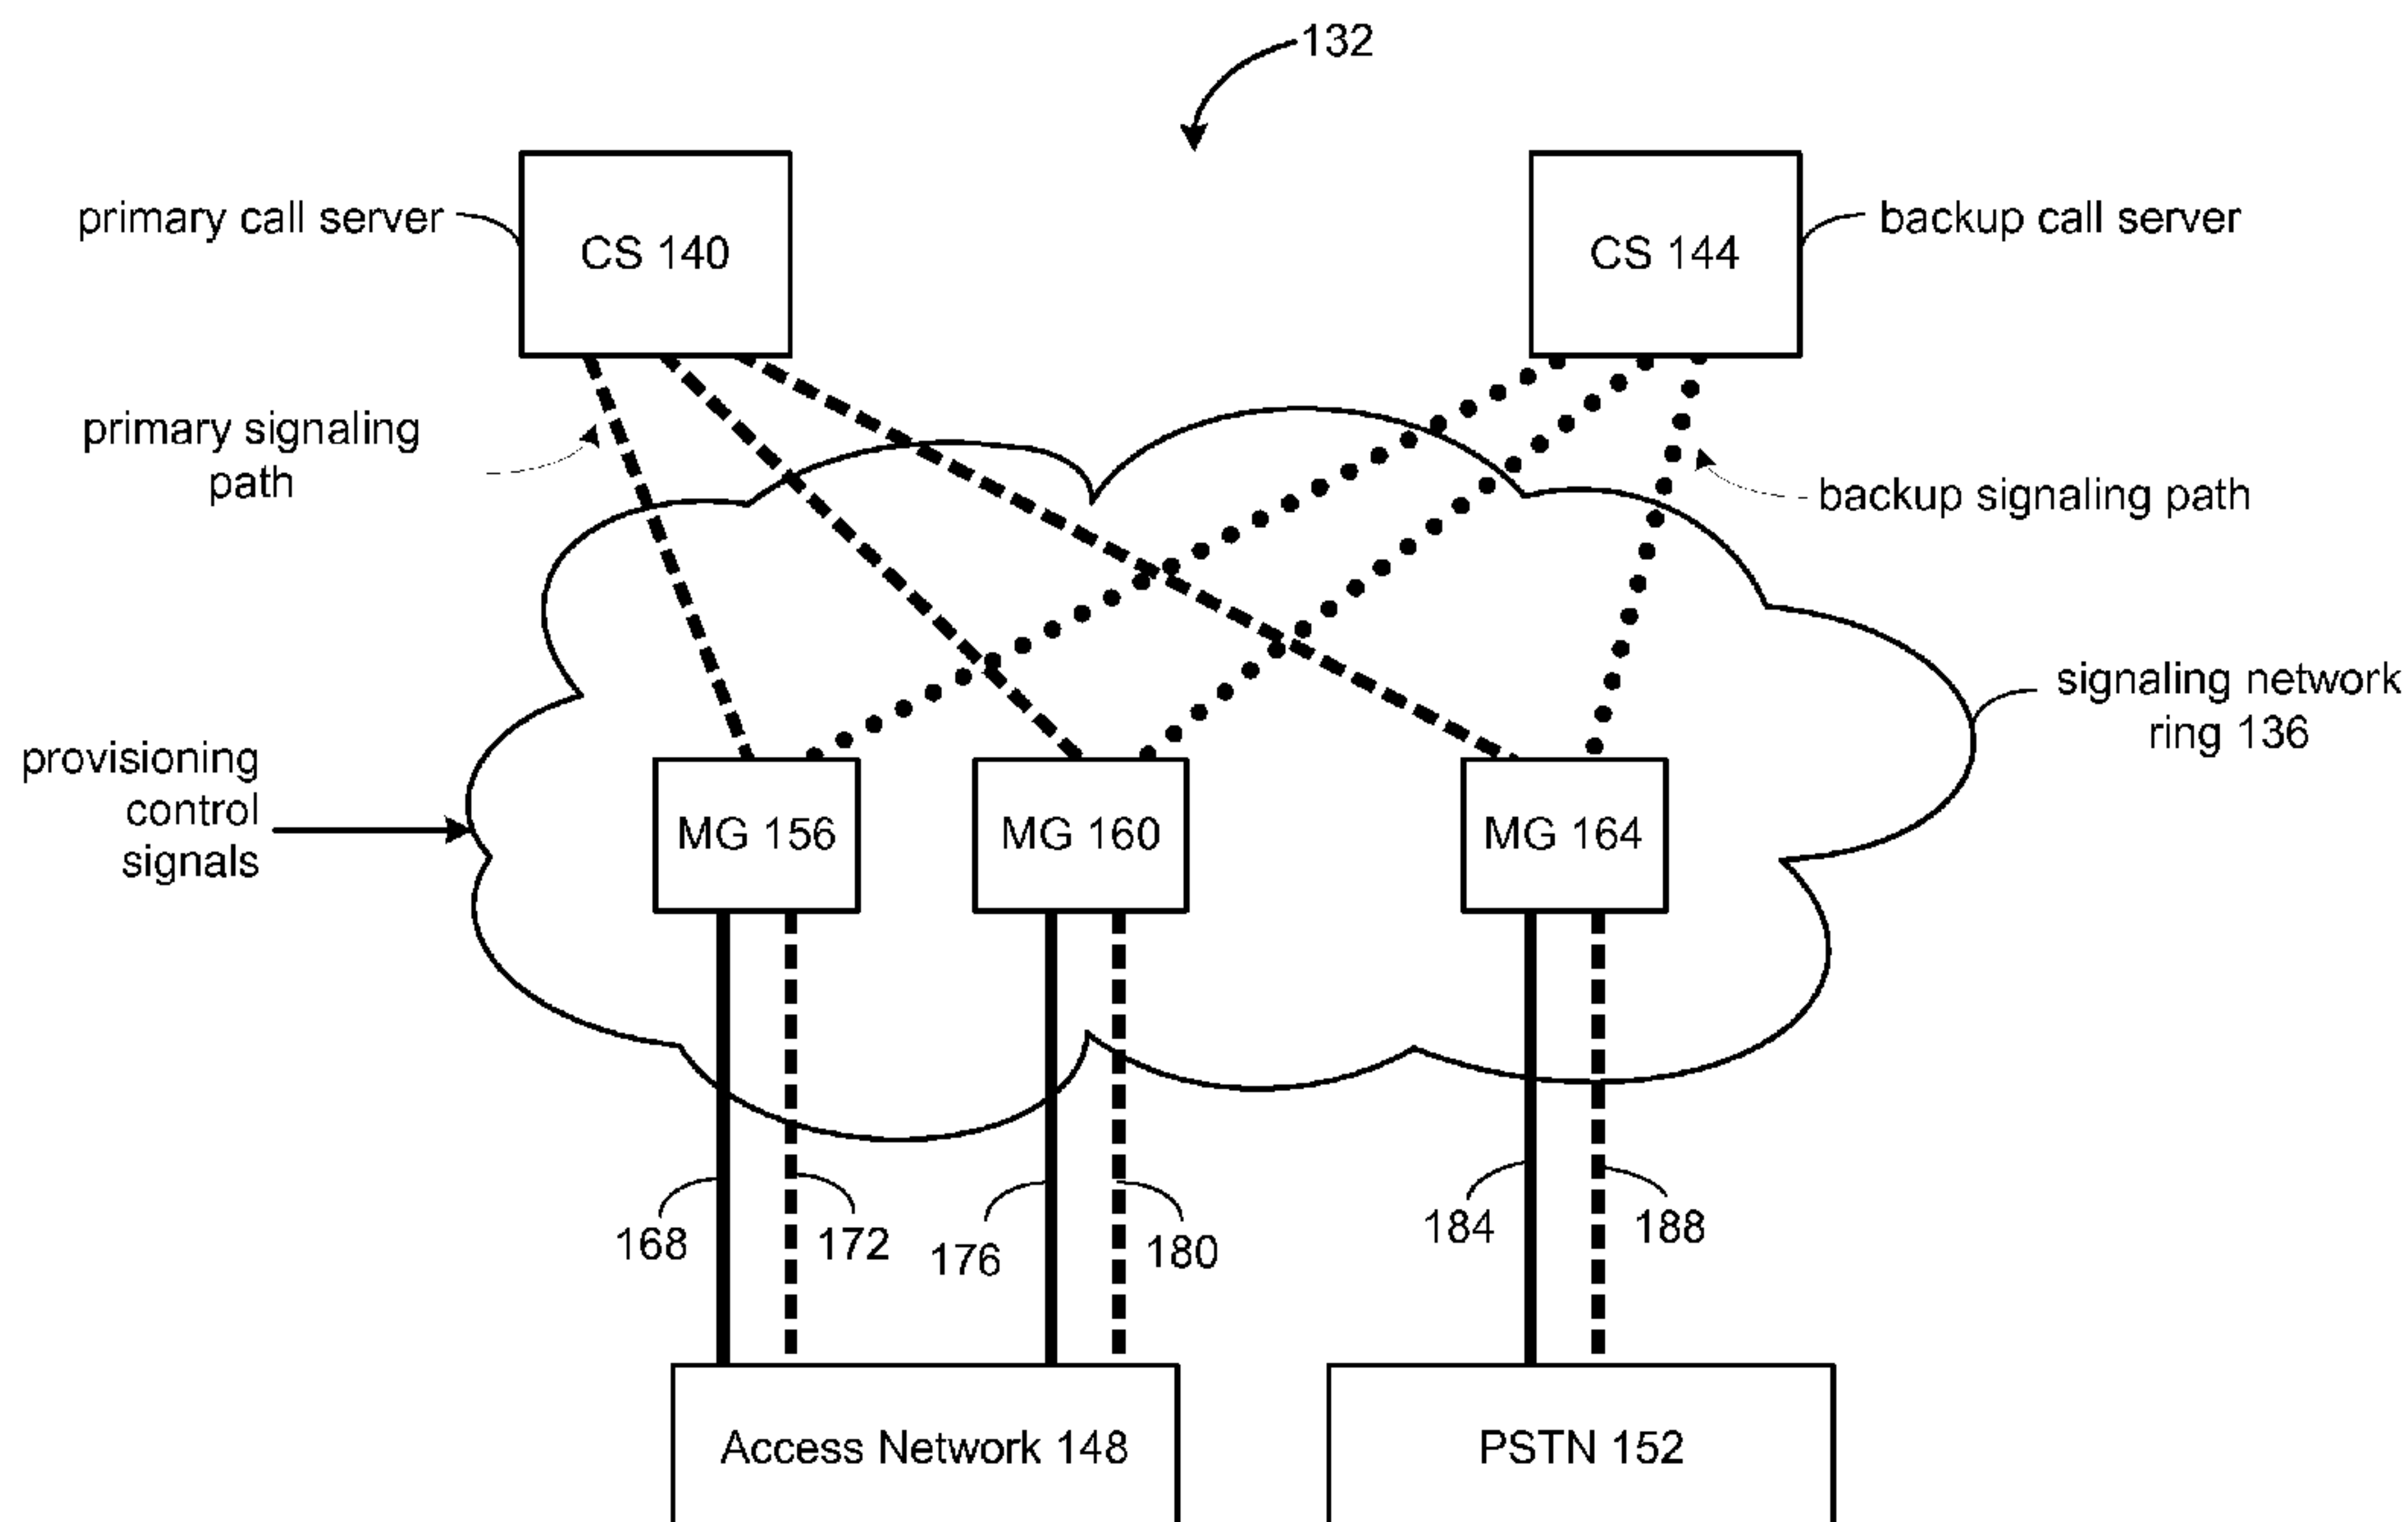 132
primary call server
CS 140
CS 144
backup call server
primary signaling
path
backup signaling path
signaling network
ring 136
provisioning
control
signals
MG 156
MG 160
MG 164
168
172
176
180
184
188
Access Network 148
PSTN 152